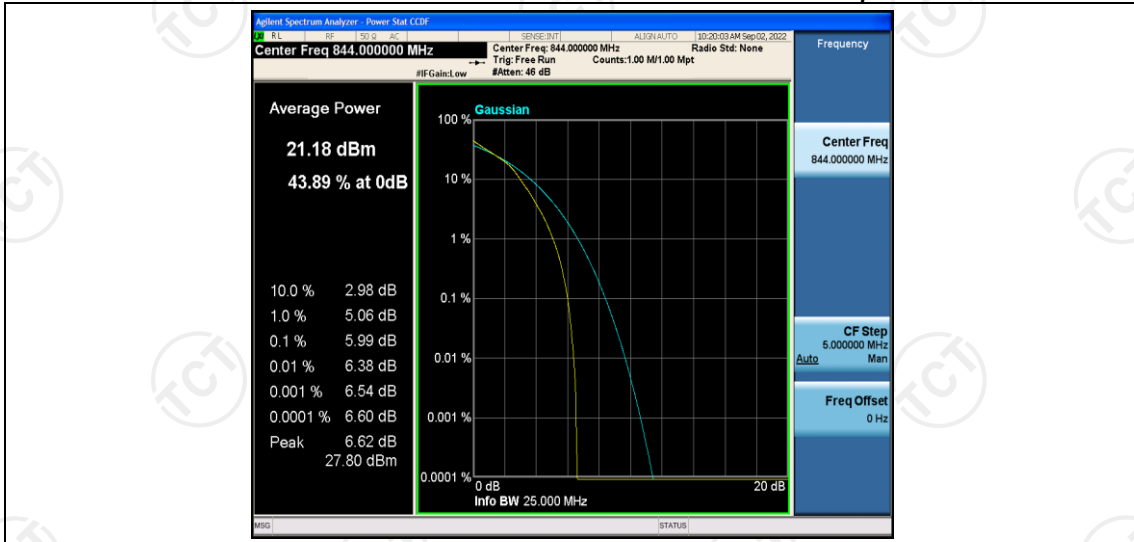 Agilent Spectrum Analyzer - Power Stat CCDF
RL RF 50 Ω AC SENSE:INT ALIGN AUTO 10:20:03 AM Sep 02, 2022
Center Freq 844.000000 MHz
Center Freq: 844.000000 MHz Radio Std: None
Trig: Free Run Counts:1.00 M/1.00 Mpt
#IFGain:Low #Atten: 46 dB
Frequency
Average Power
21.18 dBm
43.89 % at 0dB
10.0 % 2.98 dB
1.0 % 5.06 dB
0.1 % 5.99 dB
0.01 % 6.38 dB
0.001 % 6.54 dB
0.0001 % 6.60 dB
Peak 6.62 dB
27.80 dBm
Gaussian
100 %
10 %
1 %
0.1 %
0.01 %
0.001 %
0.0001 %
0 dB 20 dB
Info BW 25.000 MHz
Center Freq
844.000000 MHz
CF Step
5.000000 MHz
Auto Man
Freq Offset
0 Hz
MSG STATUS
TCT
TCT
TCT
TCT
TCT
TCT